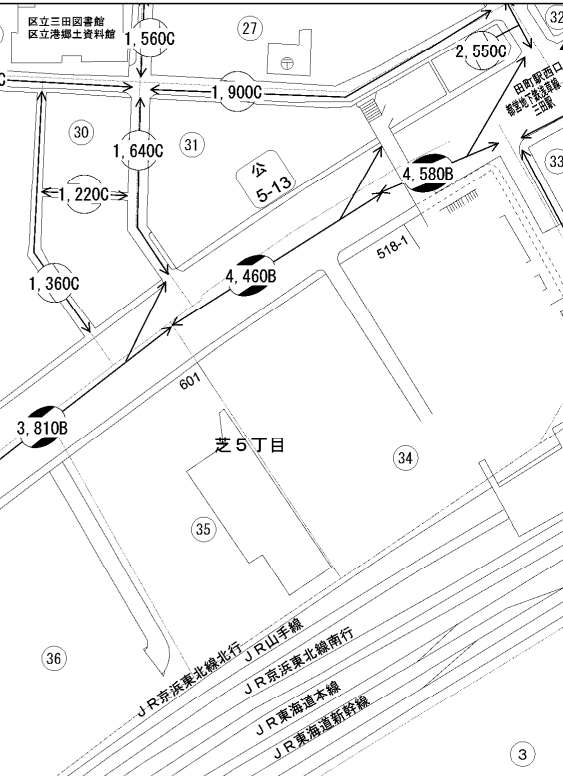 区立三田図書館
区立港郷土資料館
1,560C
27
32
2,550C
C
1,900C
田町駅西口
都営地下鉄浅草線
三田駅
30
31
1,640C
公
5-13
33
4,580B
1,220C
518-1
4,460B
1,360C
601
3,810B
芝5丁目
34
35
36
JR京浜東北線北行
JR山手線
JR京浜東北線南行
JR東海道本線
JR東海道新幹線
3